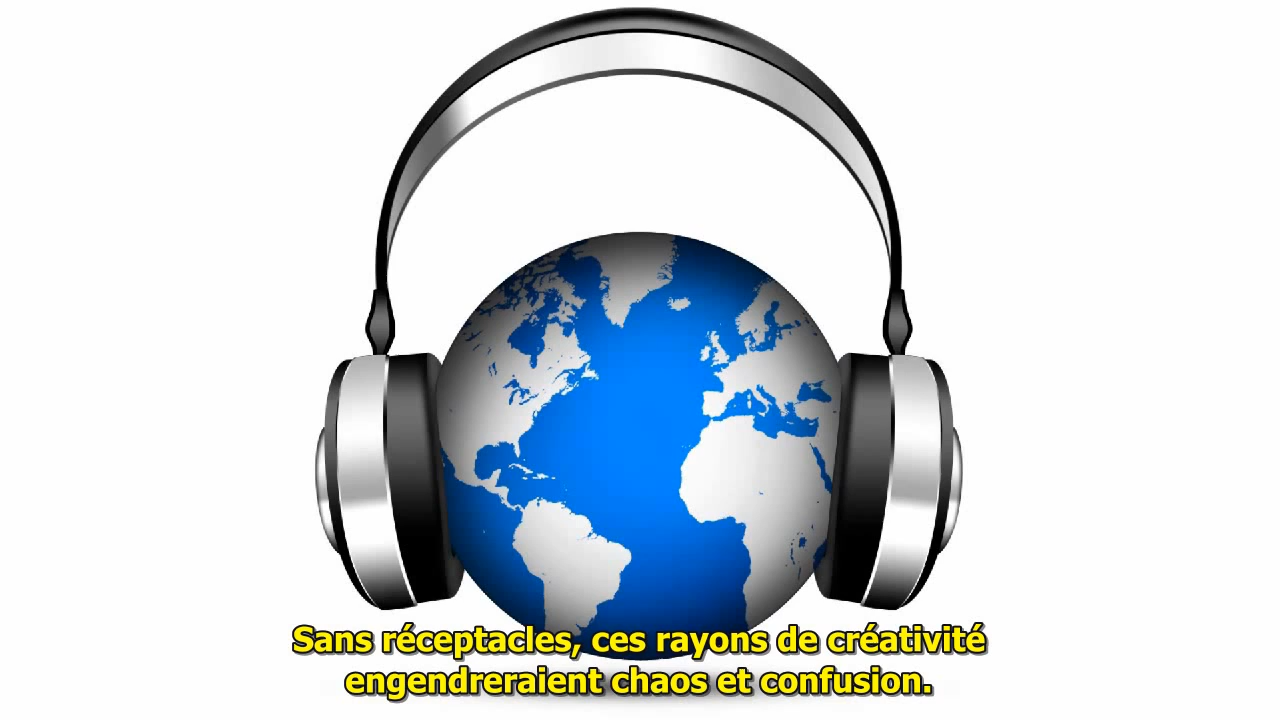 Sans réceptacles, ces rayons de créativité
engendreraient chaos et confusion.